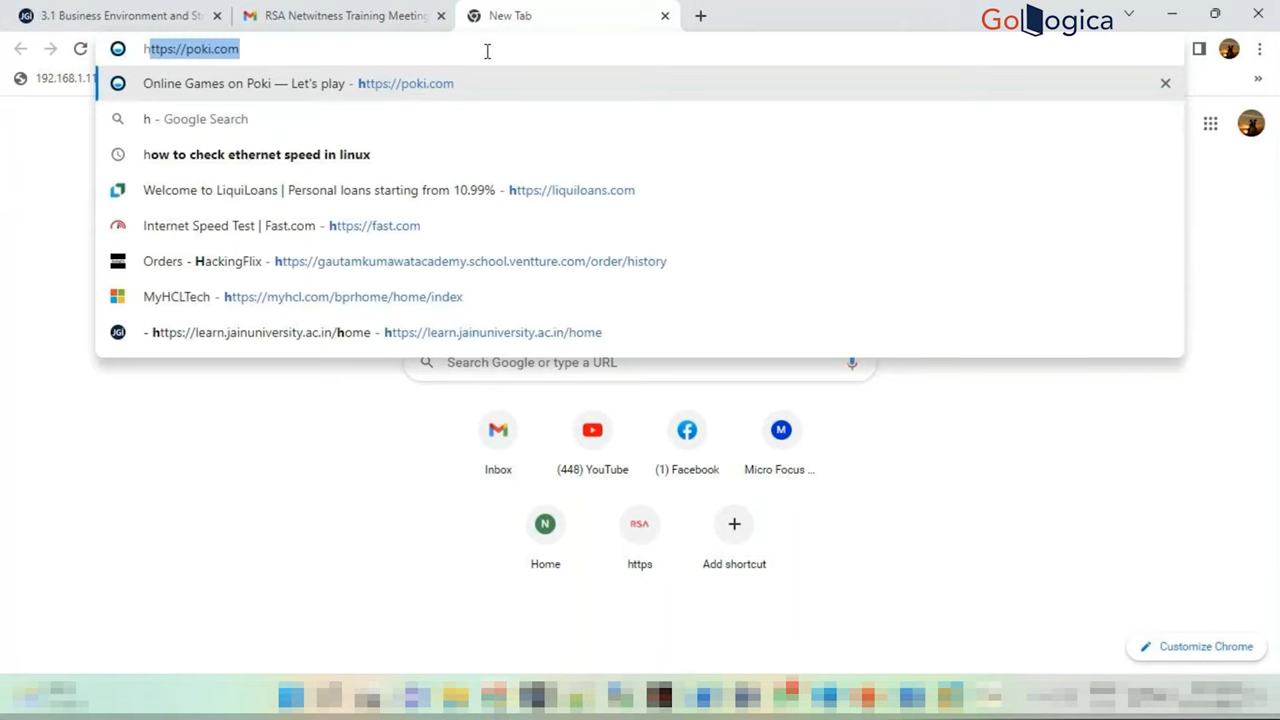 3.1 Business Environment and St
RSA Netwitness Training Meeting
New Tab
GoLogica
https://poki.com
192.168.1.11
Online Games on Poki — Let's play - https://poki.com
h - Google Search
how to check ethernet speed in linux
Welcome to LiquiLoans | Personal loans starting from 10.99% - https://liquiloans.com
Internet Speed Test | Fast.com - https://fast.com
Orders - HackingFlix - https://gautamkumawatacademy.school.ventture.com/order/history
MyHCLTech - https://myhcl.com/bprhome/home/index
- https://learn.jainuniversity.ac.in/home - https://learn.jainuniversity.ac.in/home
Search Google or type a URL
Inbox
(448) YouTube
(1) Facebook
Micro Focus ...
Home
https
Add shortcut
Customize Chrome